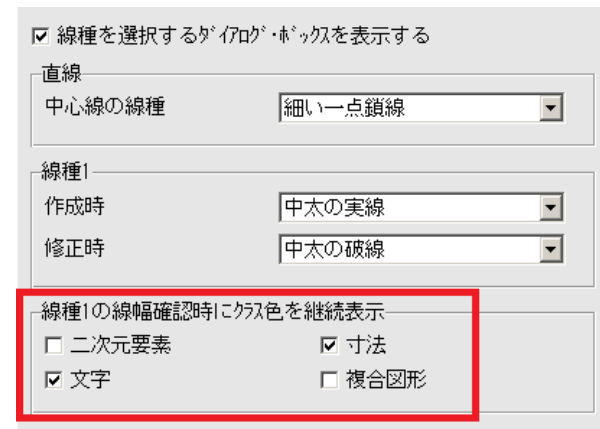 線種を選択するﾀﾞｲｱﾛｸﾞ･ﾎﾞｯｸｽを表示する
直線
中心線の線種 細い一点鎖線
線種1
作成時 中太の実線
修正時 中太の破線
線種1の線幅確認時にｸﾗｽ色を継続表示
二次元要素 寸法
文字 複合図形